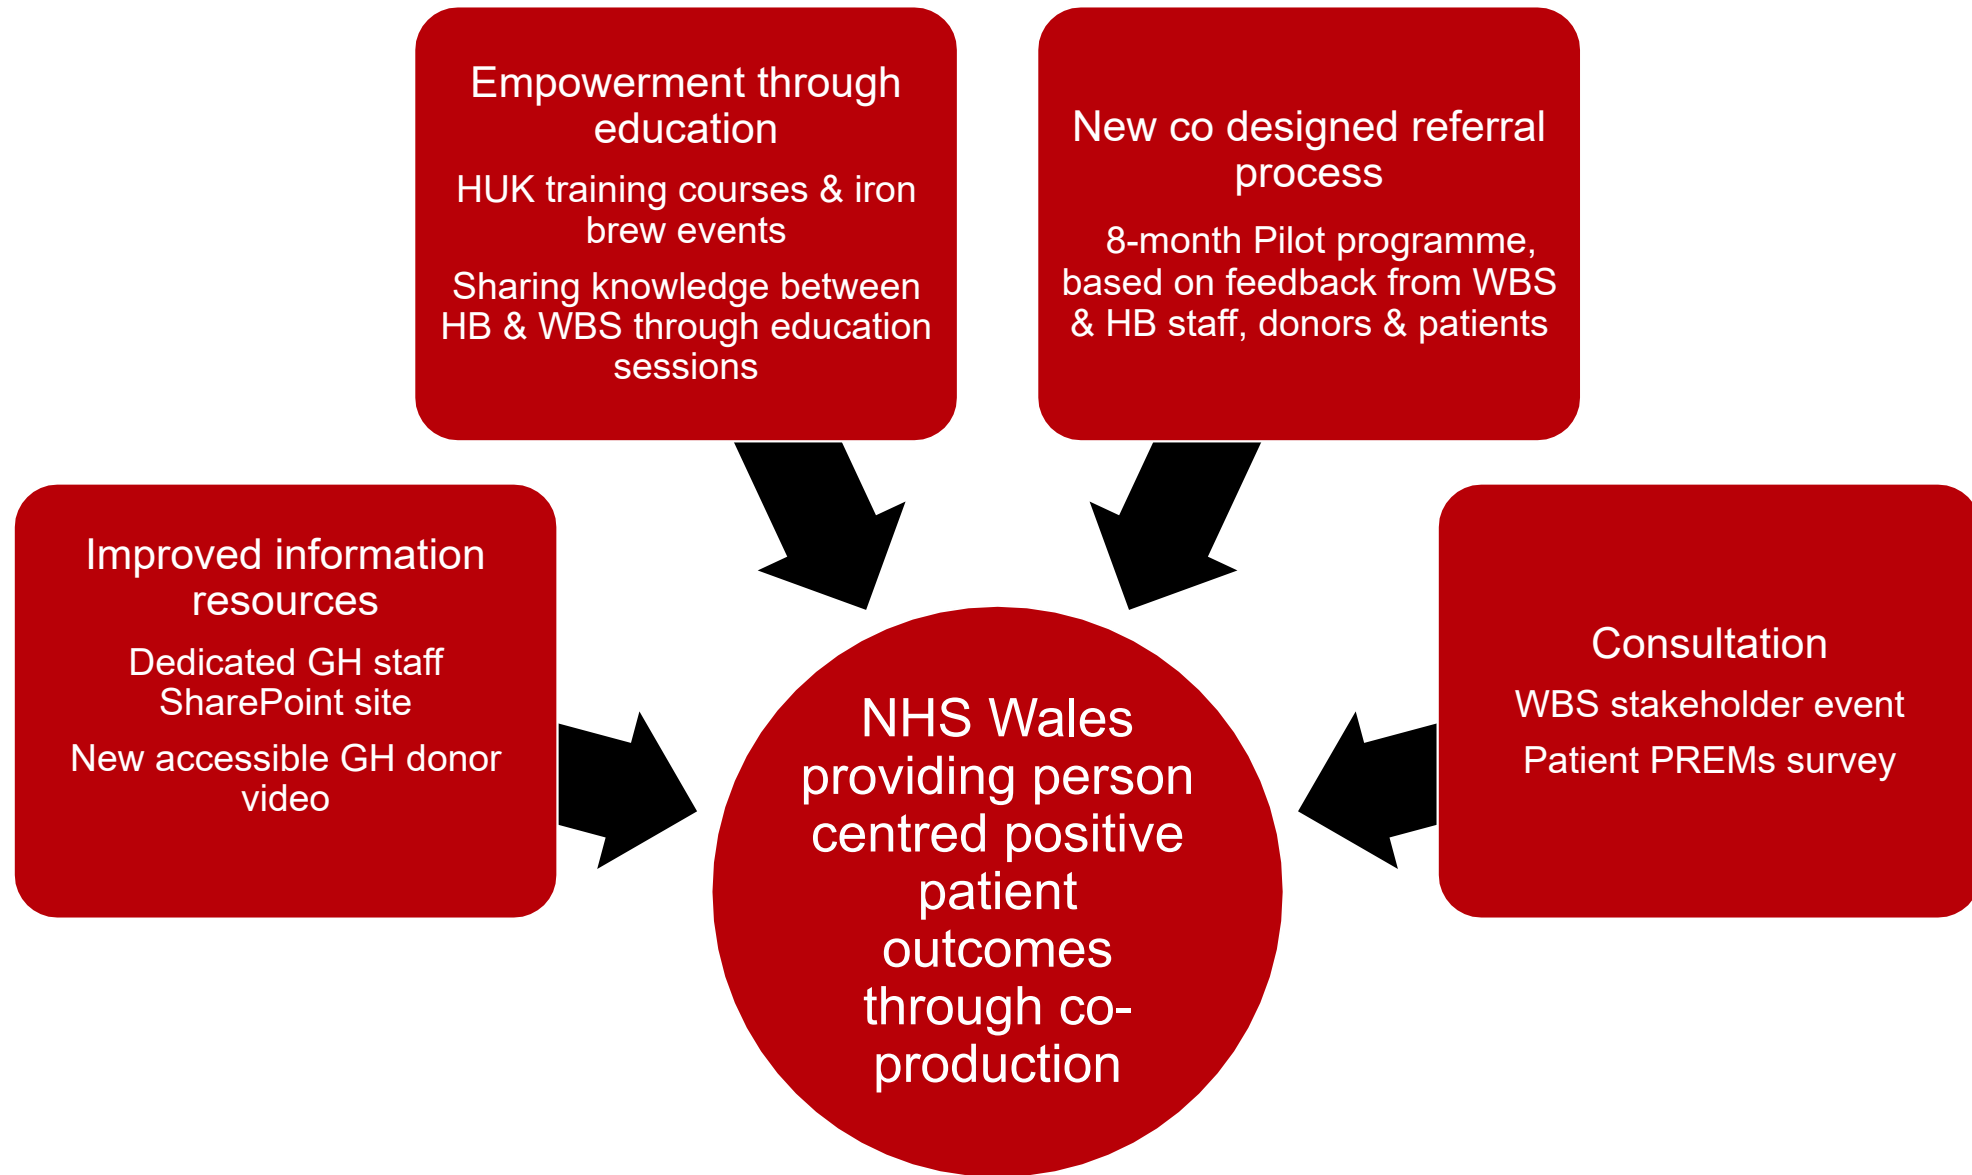 Empowerment through
education
HUK training courses & iron
brew events
Sharing knowledge between
HB & WBS through education
sessions
New co designed referral
process
8-month Pilot programme,
based on feedback from WBS
& HB staff, donors & patients
Improved information
resources
Dedicated GH staff
SharePoint site
New accessible GH donor
video
Consultation
WBS stakeholder event
Patient PREMs survey
NHS Wales
providing person
centred positive
patient
outcomes
through co-
production